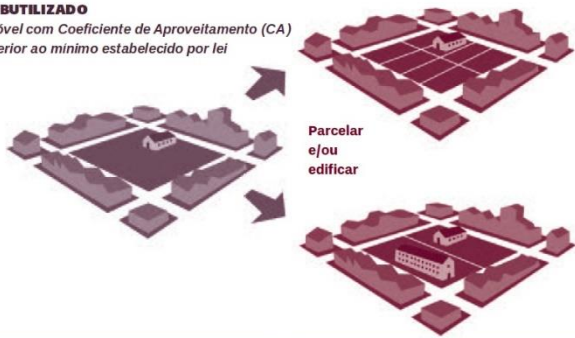 BUTILIZADO
óvel com Coeficiente de Aproveitamento (CA)
erior ao mínimo estabelecido por lei
Parcelar
e/ou
edificar